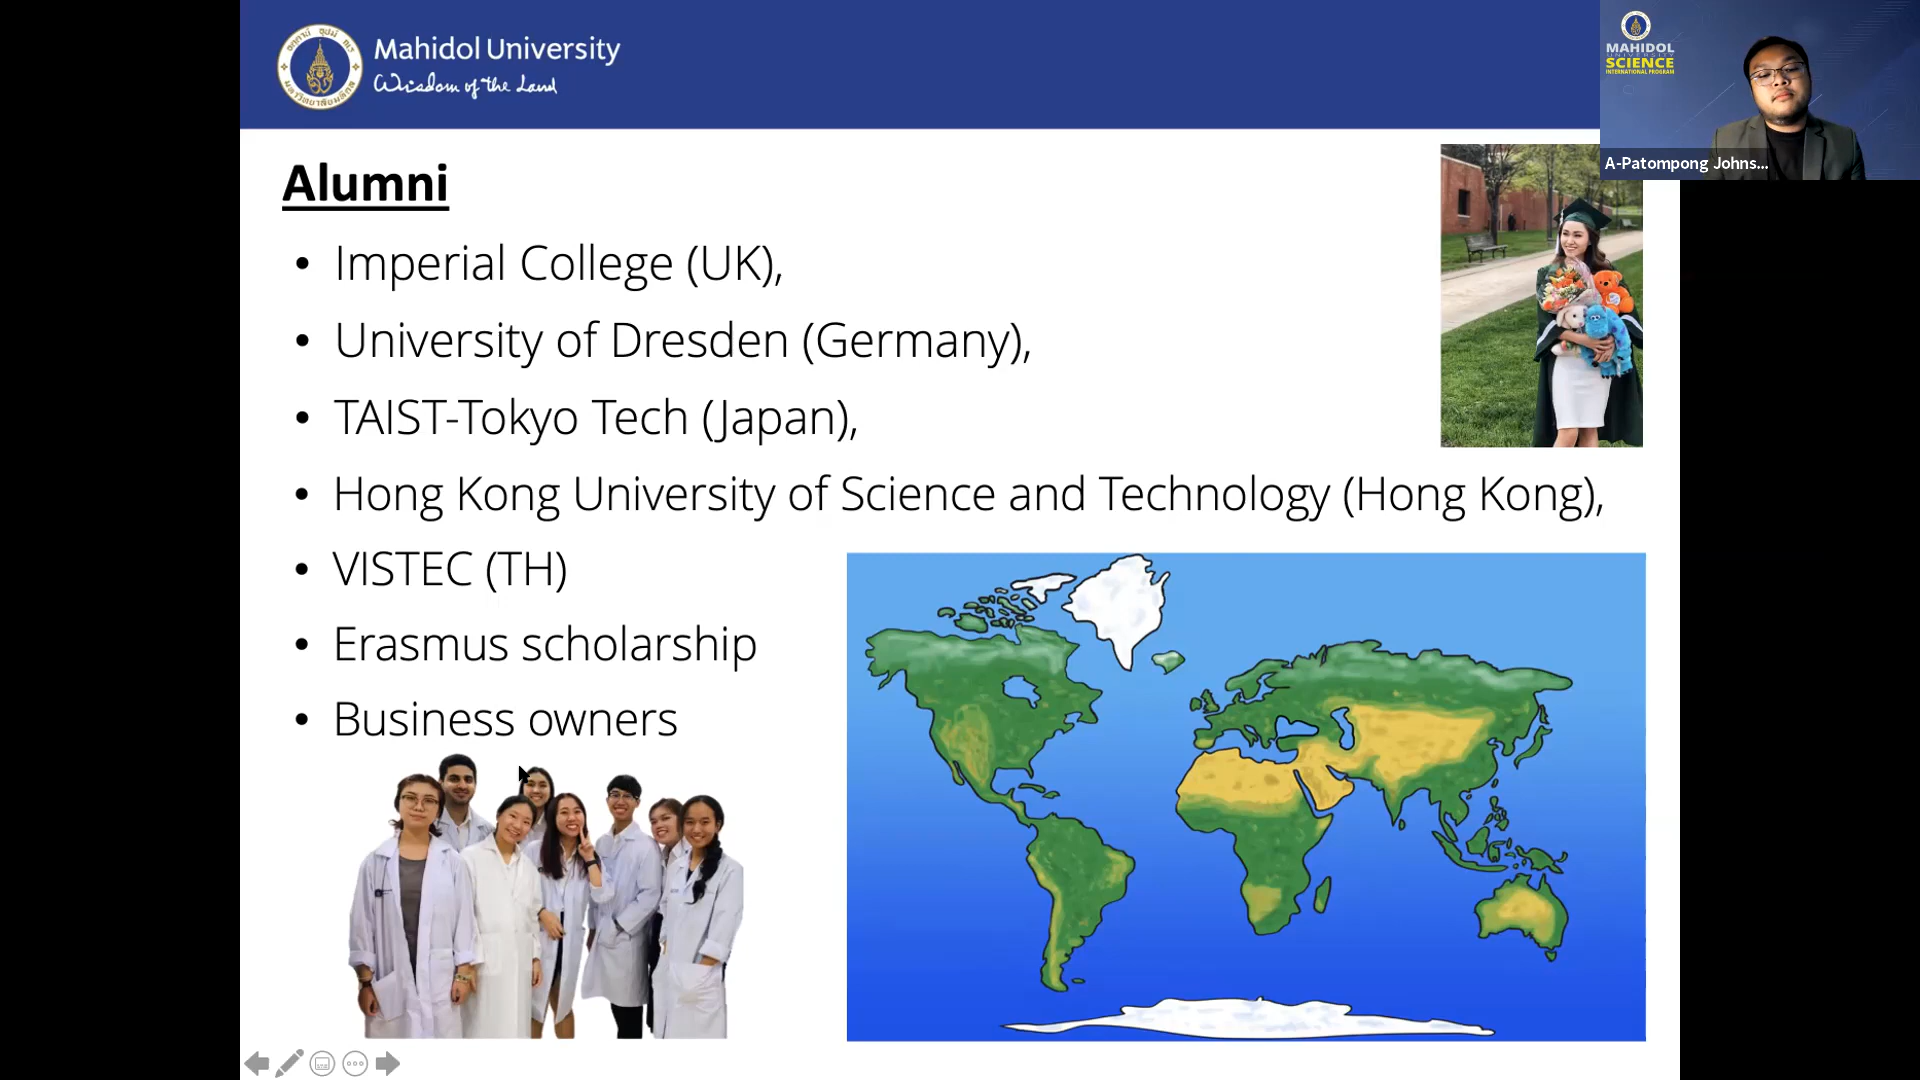 Mahidol University
Wisdom of the Land
MAHIDOL
UNIVERSITY
SCIENCE
INTERNATIONAL PROGRAM
A-Patompong Johns...
Alumni
• Imperial College (UK),
• University of Dresden (Germany),
• TAIST-Tokyo Tech (Japan),
• Hong Kong University of Science and Technology (Hong Kong),
• VISTEC (TH)
• Erasmus scholarship
• Business owners